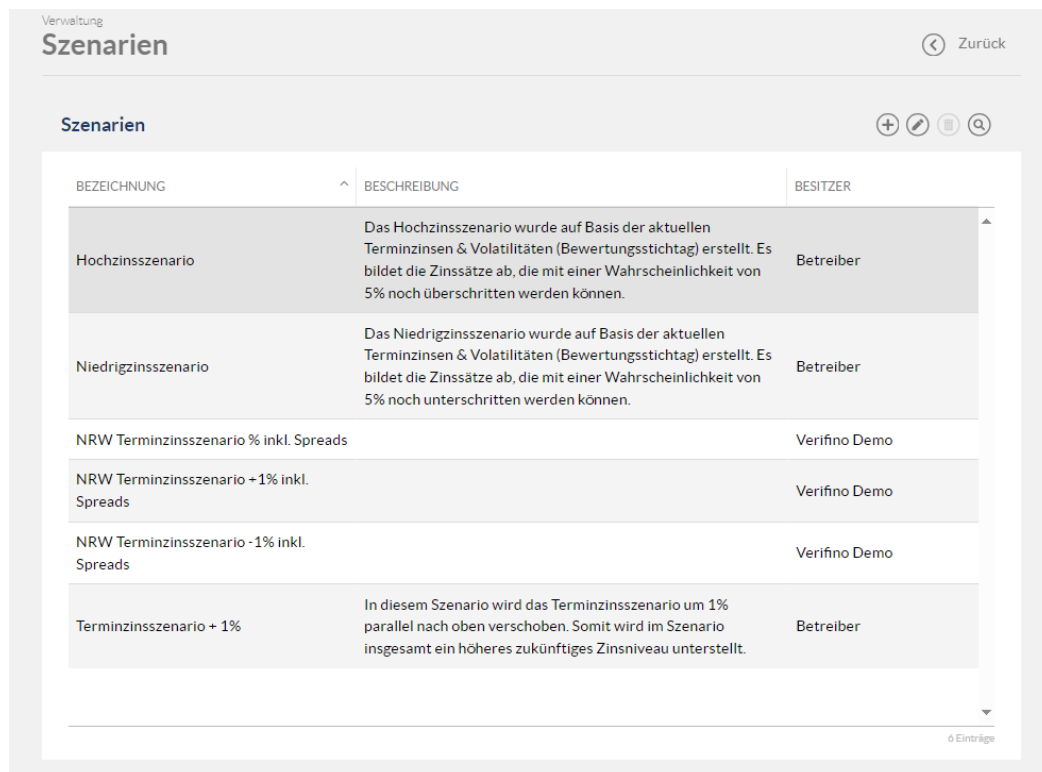 Verwaltung
Szenarien
Zurück
Szenarien
BEZEICHNUNG
BESCHREIBUNG
BESITZER
Hochzinsszenario
Das Hochzinsszenario wurde auf Basis der aktuellen
Terminzinsen & Volatilitäten (Bewertungsstichtag) erstellt. Es
bildet die Zinssätze ab, die mit einer Wahrscheinlichkeit von
5% noch überschritten werden können.
Betreiber
Niedrigzinsszenario
Das Niedrigzinsszenario wurde auf Basis der aktuellen
Terminzinsen & Volatilitäten (Bewertungsstichtag) erstellt. Es
bildet die Zinssätze ab, die mit einer Wahrscheinlichkeit von
5% noch unterschritten werden können.
Betreiber
NRW Terminzinsszenario % inkl. Spreads
Verifino Demo
NRW Terminzinsszenario +1% inkl.
Spreads
Verifino Demo
NRW Terminzinsszenario -1% inkl.
Spreads
Verifino Demo
Terminzinsszenario + 1%
In diesem Szenario wird das Terminzinsszenario um 1%
parallel nach oben verschoben. Somit wird im Szenario
insgesamt ein höheres zukünftiges Zinsniveau unterstellt.
Betreiber
6 Einträge